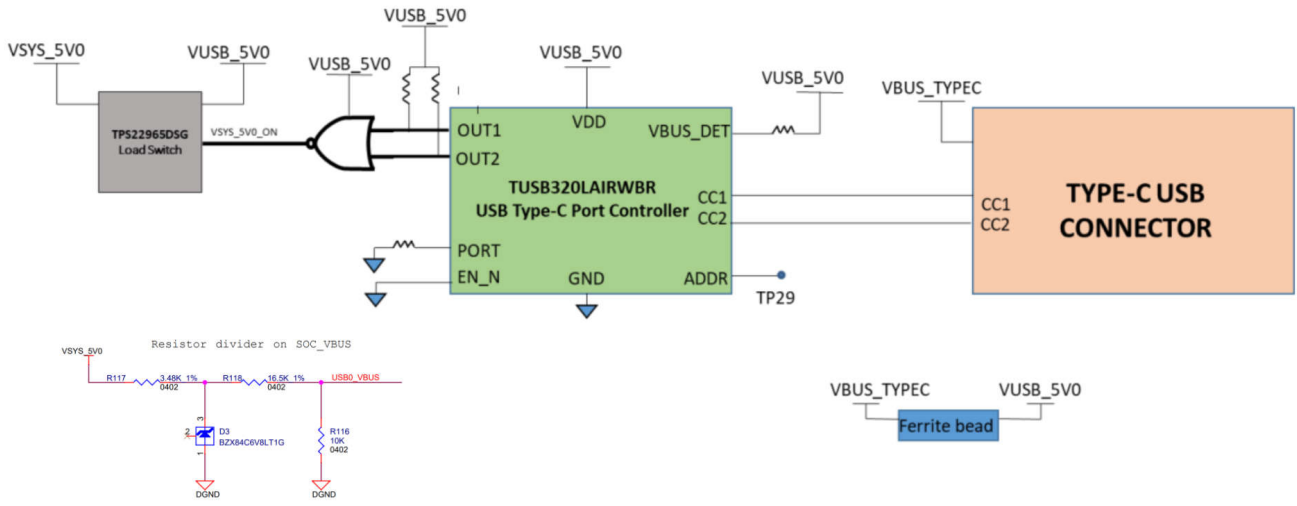 VUSB_5V0
VSYS_5V0
VUSB_5V0
VUSB_5V0
VUSB_5V0
VUSB_5V0
VBUS_TYPEC
TPS22965DSG
Load Switch
VSYS_5V0_ON
OUT1
OUT2
VDD
VBUS_DET
TUSB320LAIRWBR
USB Type-C Port Controller
CC1
CC2
PORT
EN_N
GND
ADDR
TP29
CC1
CC2
TYPE-C USB
CONNECTOR
Resistor divider on SOC_VBUS
VSYS_5V0
R117
3.48K 1%
0402
R118
16.5K 1%
0402
USB0_VBUS
3
2
1
D3
BZX84C6V8LT1G
R116
10K
0402
DGND
DGND
VBUS_TYPEC
VUSB_5V0
Ferrite bead